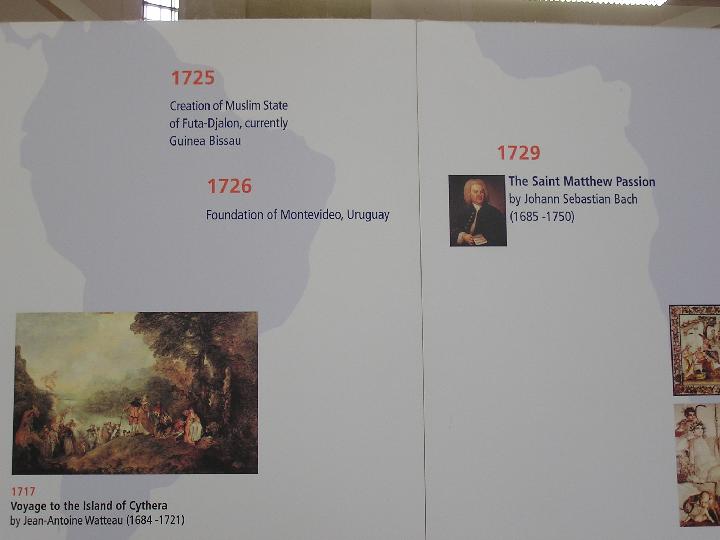 1725
Creation of Muslim State
of Futa-Djalon, currently
Guinea Bissau
1726
Foundation of Montevideo, Uruguay
1717
Voyage to the Island of Cythera
by Jean-Antoine Watteau (1684 -1721)
1729
The Saint Matthew Passion
by Johann Sebastian Bach
(1685 -1750)